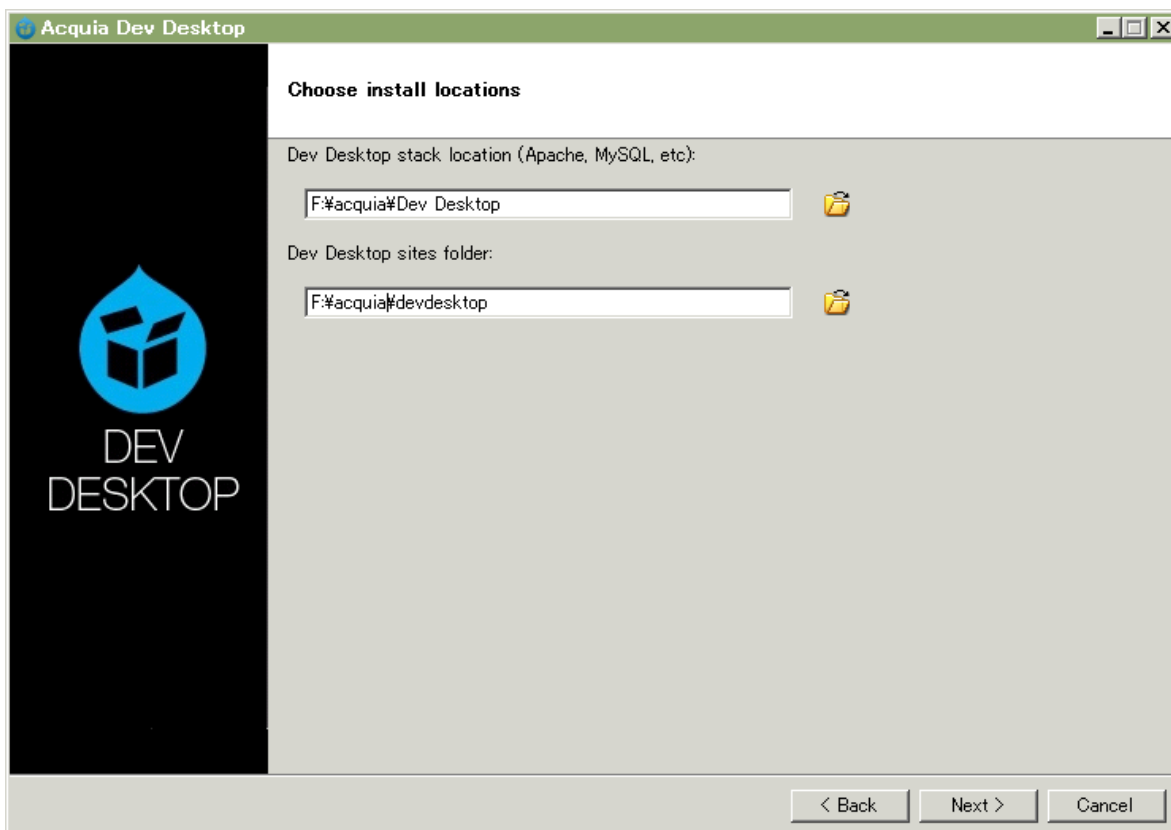 Acquia Dev Desktop
Choose install locations
Dev Desktop stack location (Apache, MySQL, etc):
F:¥acquia¥Dev Desktop
Dev Desktop sites folder:
F:¥acquia¥devdesktop
DEV
DESKTOP
< Back
Next >
Cancel